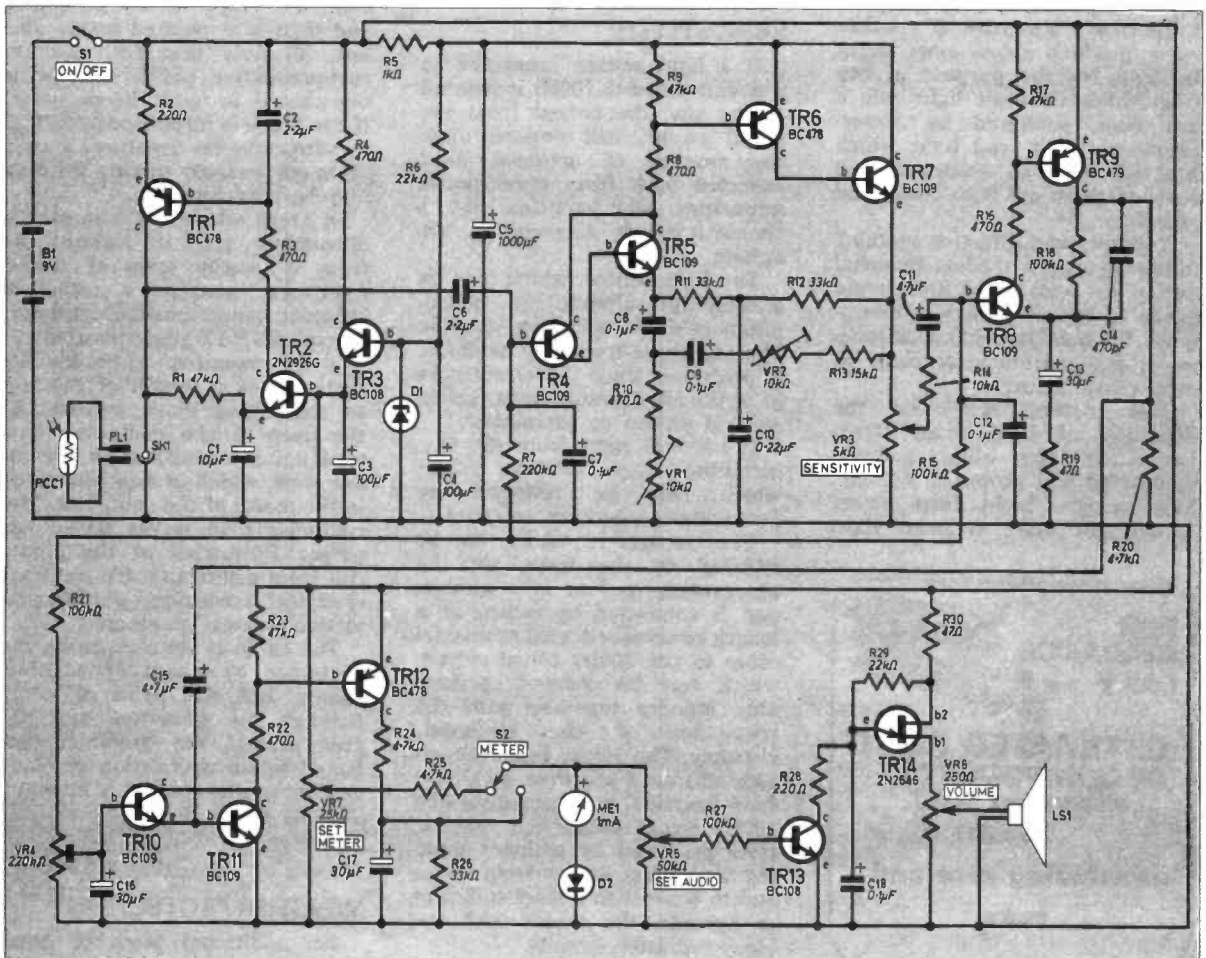 S1
ON/OFF
R2
220Ω
C2
2·2µF
R5
1kΩ
R4
470Ω
R6
22kΩ
C5
1000µF
R9
47kΩ
R8
470Ω
TR6
BC478
TR7
BC109
R17
47kΩ
TR9
BC479
R16
470Ω
R18
100kΩ
C14
470pF
e
b
c
TR1
BC478
B1
9V
R3
470Ω
C6
2·2µF
b
c
e
TR5
BC109
R11 33kΩ
R12 33kΩ
C11
4·7µF
TR8
BC109
C8
0·1µF
TR2
2N2926G
TR3
BC108
D1
TR4
BC109
C9
0·1µF
VR2
10kΩ
R13 15kΩ
R14
10kΩ
C13
30µF
R1 47kΩ
PCC1
PL1
SK1
C1
10µF
C3
100µF
C4
100µF
R7
220kΩ
C7
0·1µF
R10
470Ω
VR1
10kΩ
C10
0·22µF
VR3
5kΩ
SENSITIVITY
R15
100kΩ
C12
0·1µF
R19
47Ω
R20
4·7kΩ
R21
100kΩ
R23
47kΩ
C15
4·7µF
R22
470Ω
TR12
BC478
R24
4·7kΩ
S2
METER
R25
4·7kΩ
VR7
25kΩ
SET
METER
R29
22kΩ
R30
47Ω
b2
b1
TR14
2N2646
VR6
250Ω
VOLUME
LS1
TR10
BC109
TR11
BC109
VR4
220kΩ
C16
30µF
C17
30µF
R26
33kΩ
ME1
1mA
D2
VR5
50kΩ
SET AUDIO
R27
100kΩ
R28
220Ω
TR13
BC108
C18
0·1µF